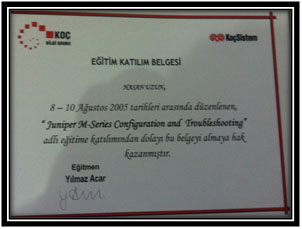 KOÇ
BİLGİ GRUBU
KoçSistem
EĞİTİM KATILIM BELGESİ
HASAN UZUN,
8 – 10 Ağustos 2005 tarihleri arasında düzenlenen,
“ Juniper M-Series Configuration and Troubleshooting”
adlı eğitime katılımından dolayı bu belgeyi almaya hak
kazanmıştır.
Eğitmen
Yılmaz Acar